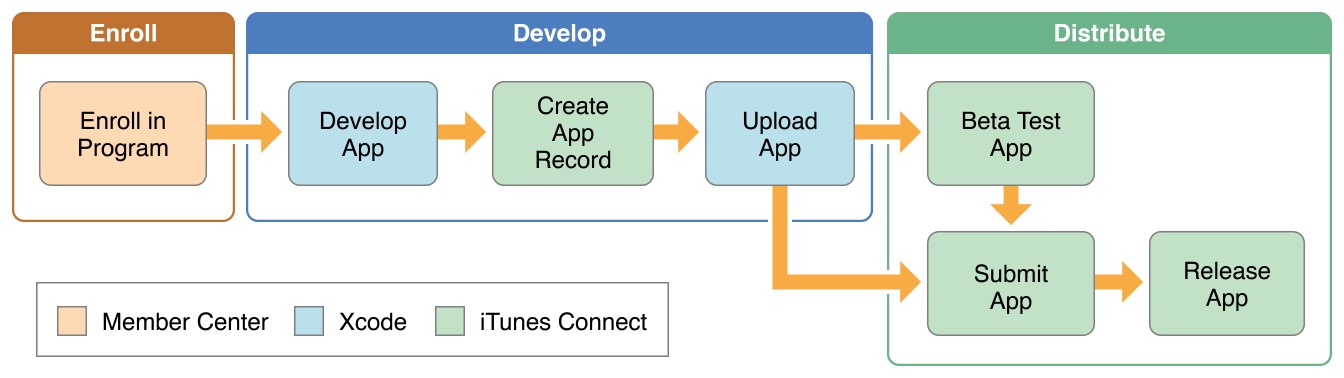 Enroll
Develop
Distribute
Enroll in
Program
Develop
App
Create
App
Record
Upload
App
Beta Test
App
Submit
App
Release
App
Member Center
Xcode
iTunes Connect